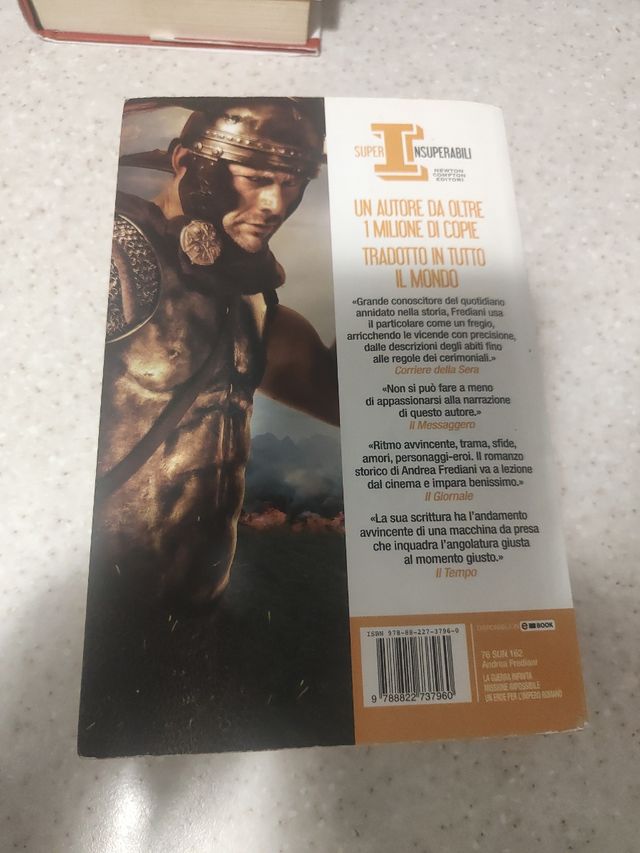 SUPER INSUPERABILI
NEWTON
COMPTON
EDITORI
UN AUTORE DA OLTRE
1 MILIONE DI COPIE
TRADOTTO IN TUTTO
IL MONDO
«Grande conoscitore del quotidiano
annidato nella storia, Frediani usa
il particolare come un fregio,
arricchendo le vicende con precisione,
dalle descrizioni degli abiti fino
alle regole dei cerimoniali.»
Corriere della Sera
«Non si può fare a meno
di appassionarsi alla narrazione
di questo autore.»
Il Messaggero
«Ritmo avvincente, trama, sfide,
amori, personaggi-eroi. Il romanzo
storico di Andrea Frediani va a lezione
dal cinema e impara benissimo.»
Il Giornale
«La sua scrittura ha l'andamento
avvincente di una macchina da presa
che inquadra l'angolatura giusta
al momento giusto.»
Il Tempo
ISBN 978-88-227-3796-0
9 788822 737960
DISPONIBILE IN eBOOK
76 SUN 162
Andrea Frediani
LA GUERRA INFINITA
MISSIONE IMPOSSIBILE
UN EROE PER L'IMPERO ROMANO